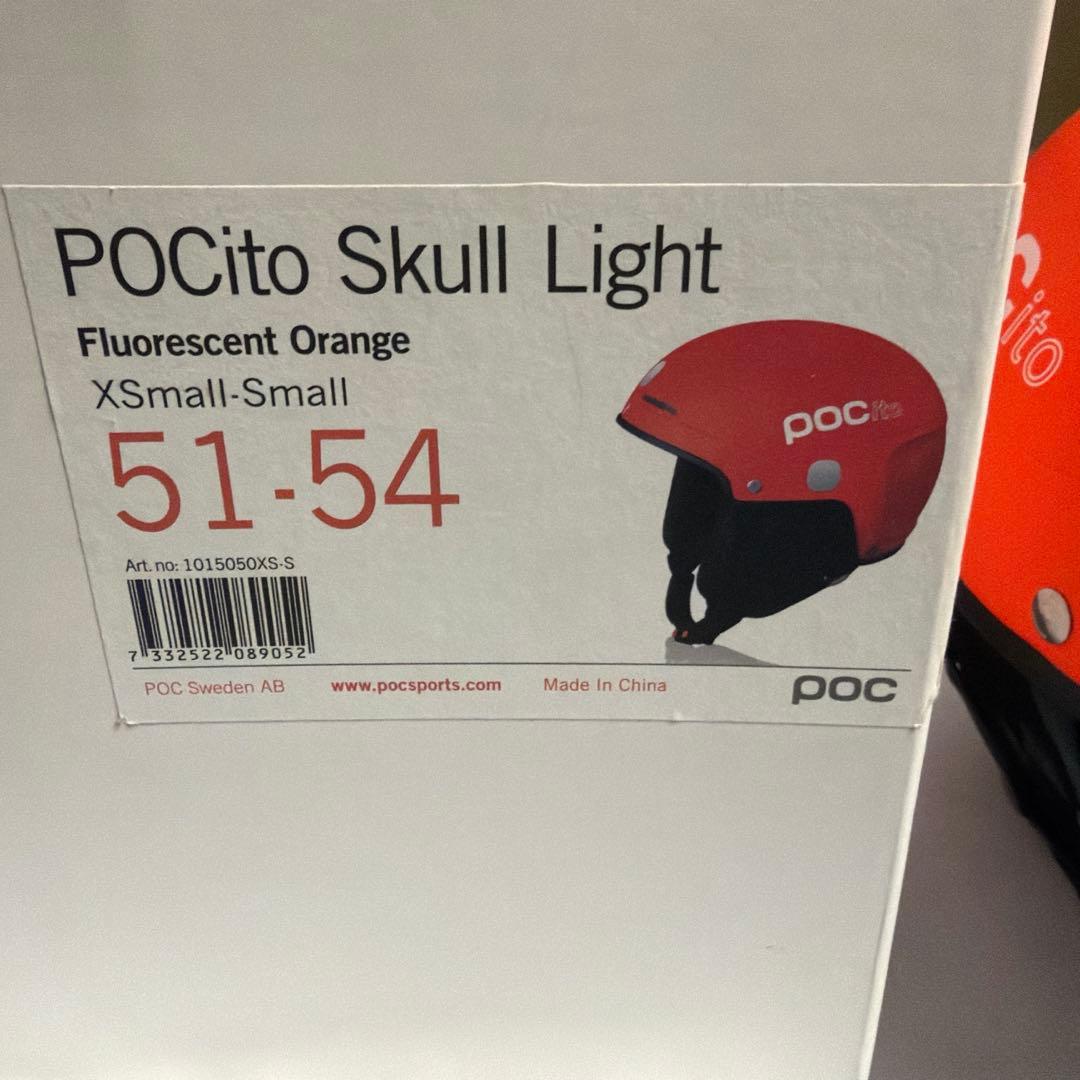 POCito Skull Light
Fluorescent Orange
XSmall-Small
51-54
Art. no: 1015050XS-S
7 332522 089052
POC Sweden AB
www.pocsports.com
Made In China
poc
POCito
Cito